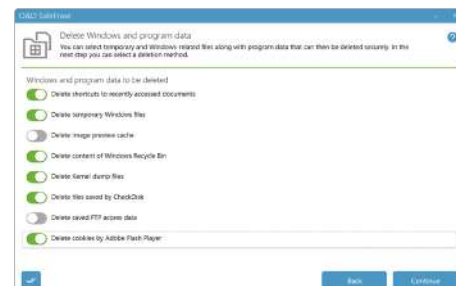 O&O SafeErase
Delete Windows and program data
You can select temporary and Windows-related files along with program data that can then be deleted securely. In the
next step you can select a deletion method.
Windows and program data to be deleted
Delete shortcuts to recently accessed documents
Delete temporary Windows files
Delete image preview cache
Delete content of Windows Recycle Bin
Delete Kernel dump files
Delete files saved by CheckDisk
Delete saved FTP access data
Delete cookies by Adobe Flash Player
Back
Continue